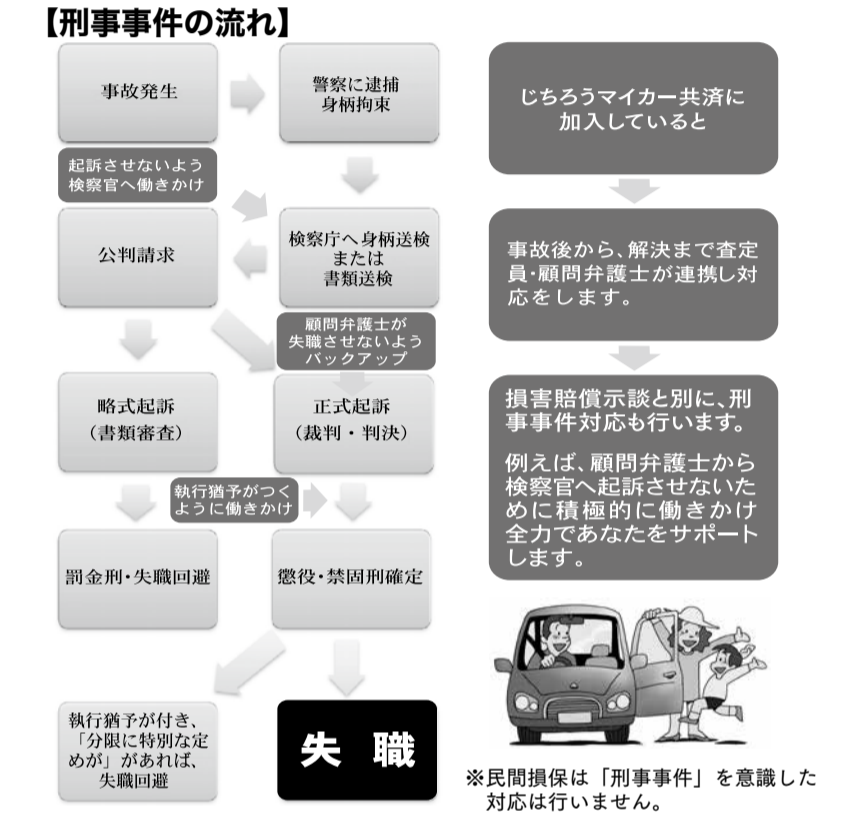 【刑事事件の流れ】
事故発生
警察に逮捕
身柄拘束
起訴させないよう
検察官へ働きかけ
公判請求
検察庁へ身柄送検
または
書類送検
顧問弁護士が
失職させないよう
バックアップ
略式起訴
（書類審査）
正式起訴
（裁判・判決）
執行猶予がつく
ように働きかけ
罰金刑・失職回避
懲役・禁固刑確定
執行猶予が付き、
「分限に特別な定
めが」があれば、
失職回避
失 職
じちろうマイカー共済に
加入していると
事故後から、解決まで査定
員・顧問弁護士が連携し対
応をします。
損害賠償示談と別に、刑
事事件対応も行います。
例えば、顧問弁護士から
検察官へ起訴させないた
めに積極的に働きかけ
全力であなたをサポート
します。
※民間損保は「刑事事件」を意識した
対応は行いません。